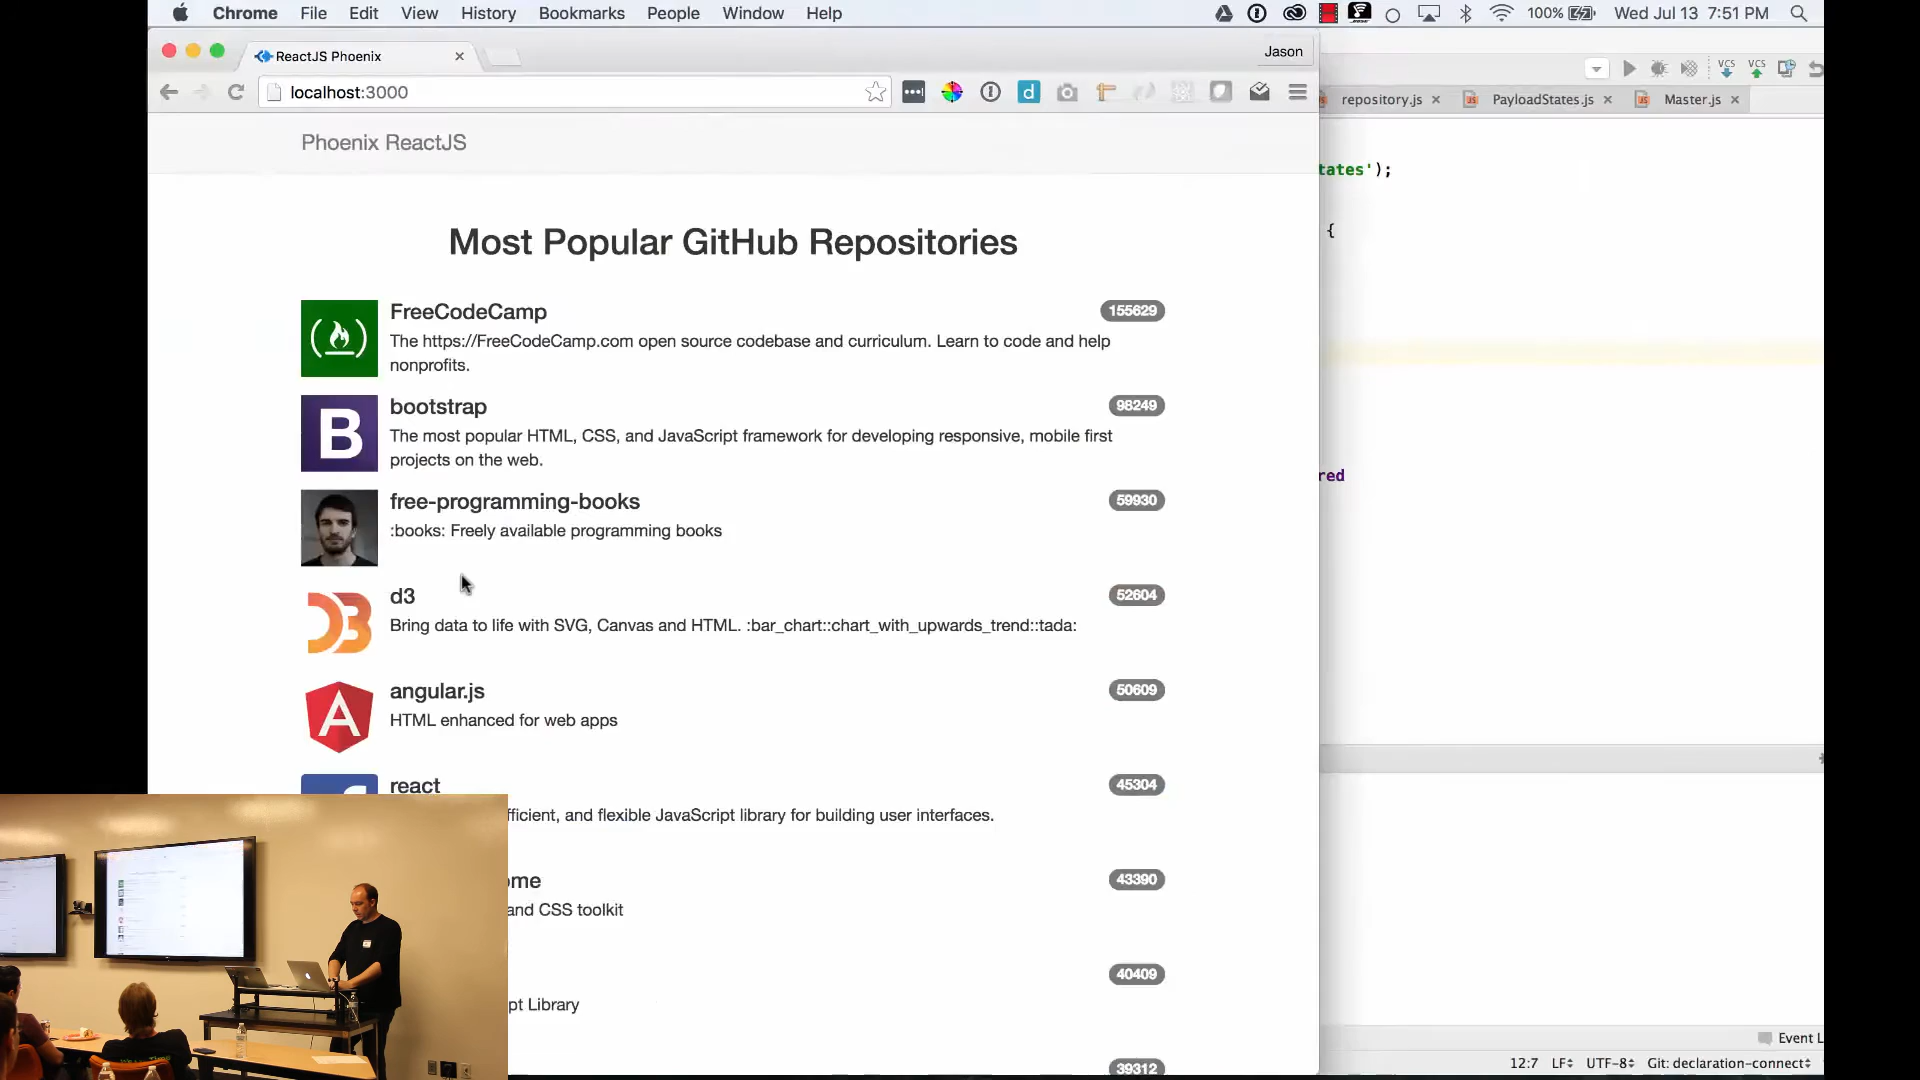 Chrome File Edit View History Bookmarks People Window Help 100% Wed Jul 13 7:51 PM
ReactJS Phoenix
Jason
localhost:3000
d
VCS VCS
repository.js PayloadStates.js Master.js
Phoenix ReactJS
tates');
{
red
Most Popular GitHub Repositories
FreeCodeCamp 155629
The https://FreeCodeCamp.com open source codebase and curriculum. Learn to code and help
nonprofits.
B
bootstrap 98249
The most popular HTML, CSS, and JavaScript framework for developing responsive, mobile first
projects on the web.
free-programming-books 59930
:books: Freely available programming books
D3
d3 52604
Bring data to life with SVG, Canvas and HTML. :bar_chart::chart_with_upwards_trend::tada:
A
angular.js 50609
HTML enhanced for web apps
react 45304
fficient, and flexible JavaScript library for building user interfaces.
ome 43390
and CSS toolkit
40409
pt Library
39312
Event L
12:7 LF UTF-8 Git: declaration-connect